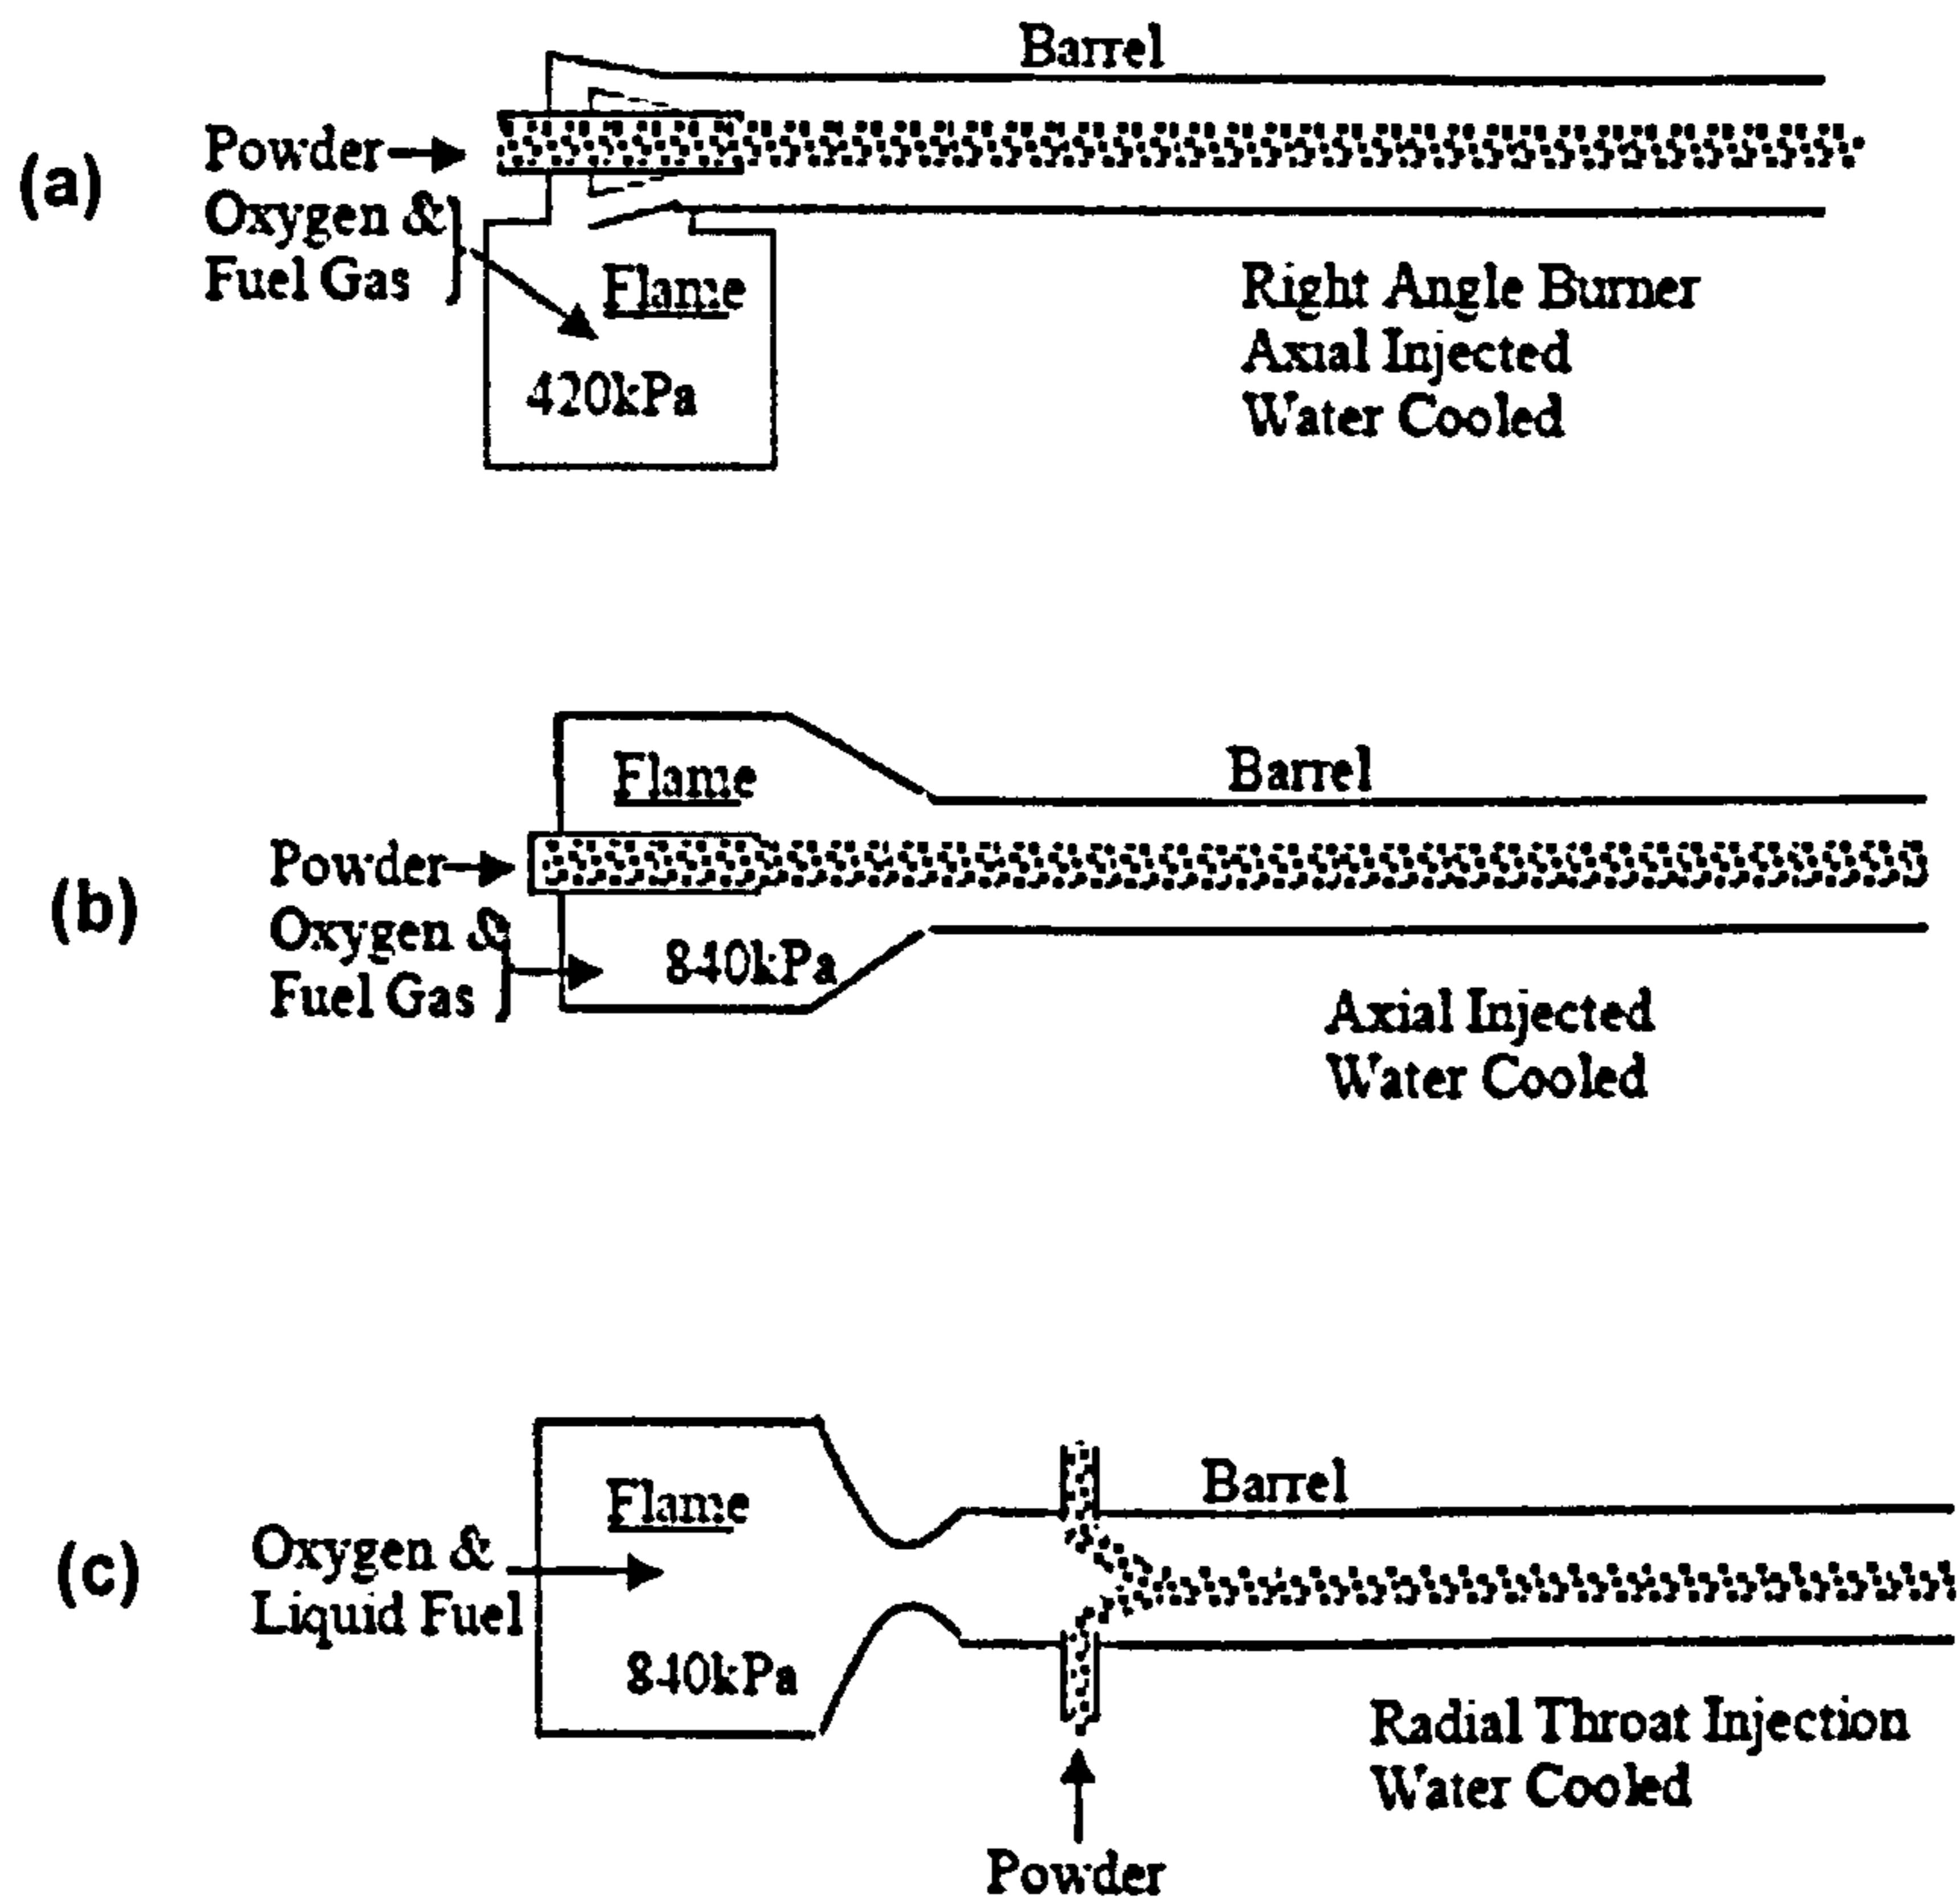 Barrel
(a)
Powder
Oxygen &
Fuel Gas
Flame
420kPa
Right Angle Burner
Axial Injected
Water Cooled
Flame
Barrel
(b)
Powder
Oxygen &
Fuel Gas
840kPa
Axial Injected
Water Cooled
Flame
Barrel
(c)
Oxygen &
Liquid Fuel
840kPa
Radial Throat Injection
Water Cooled
Powder